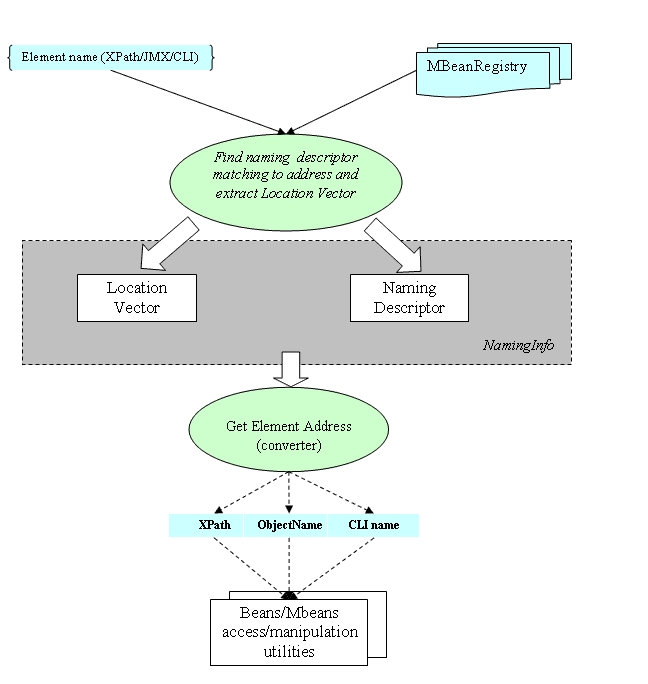 Element name (XPath/JMX/CLI)
MBeanRegistry
Find naming descriptor
matching to address and
extract Location Vector
Location
Vector
Naming
Descriptor
NamingInfo
Get Element Address
(converter)
XPath
ObjectName
CLI name
Beans/Mbeans
access/manipulation
utilities